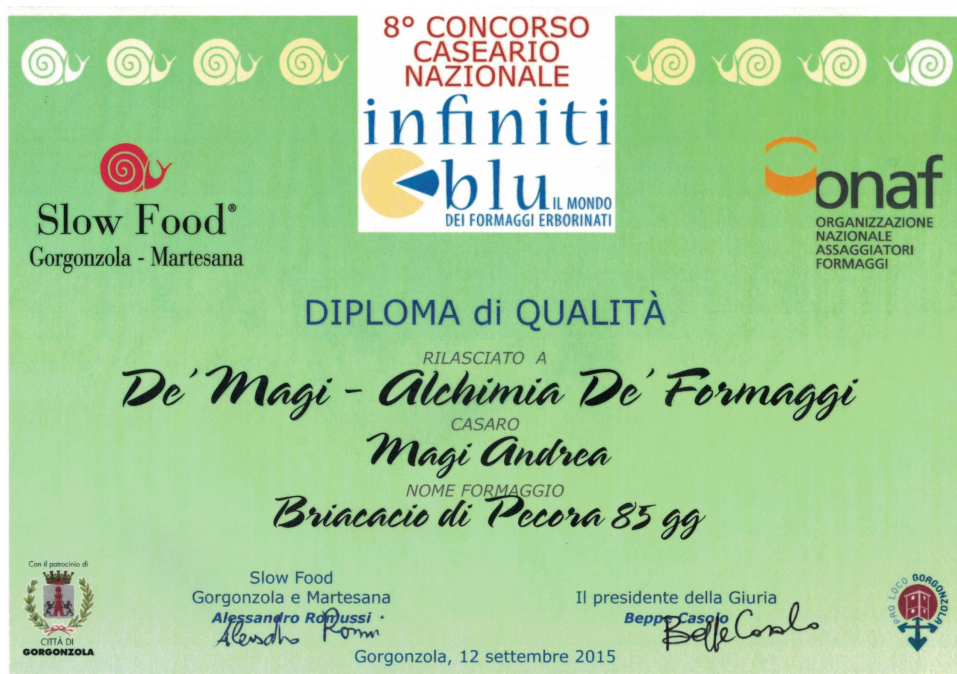 8° CONCORSO
CASEARIO
NAZIONALE
infiniti
blu
IL MONDO
DEI FORMAGGI ERBORINATI
Slow Food®
Gorgonzola - Martesana
onaf
ORGANIZZAZIONE
NAZIONALE
ASSAGGIATORI
FORMAGGI
DIPLOMA di QUALITÀ
RILASCIATO A
De' Magi - Alchimia De' Formaggi
CASARO
Magi Andrea
NOME FORMAGGIO
Briacacio di Pecora 85 gg
Con il patrocinio di
CITTÀ DI
GORGONZOLA
Slow Food
Gorgonzola e Martesana
Alessandro Romussi
Il presidente della Giuria
Beppe Casolo
Beppe Casolo
PRO LOCO GORGONZOLA
Gorgonzola, 12 settembre 2015